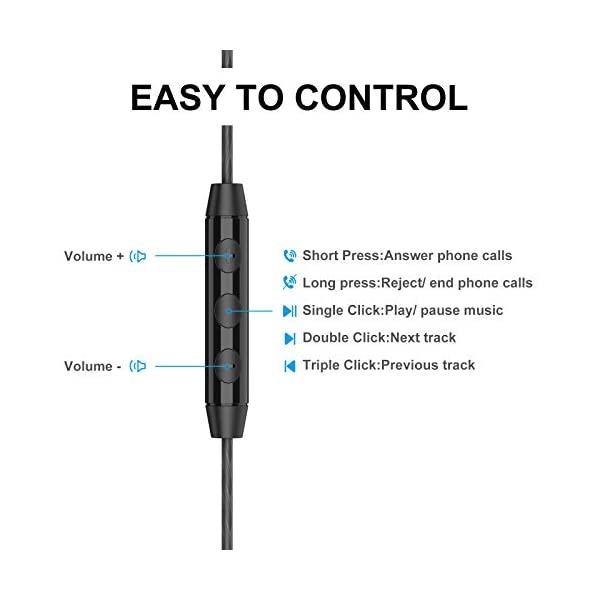 EASY TO CONTROL
Volume +
Short Press:Answer phone calls
Long press:Reject/ end phone calls
Single Click:Play/ pause music
Double Click:Next track
Volume -
Triple Click:Previous track